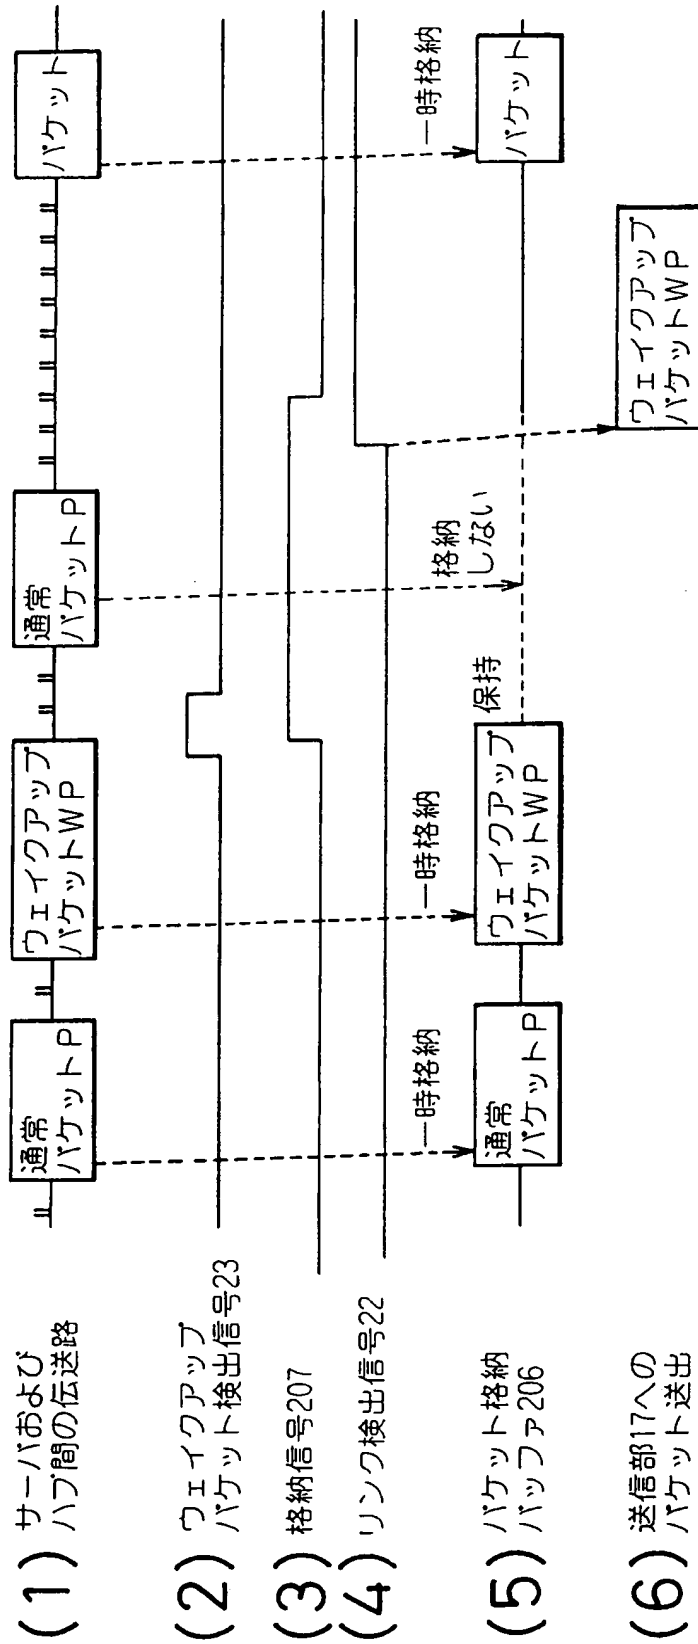 (1) サーバおよび
ハブ間の伝送路
通常
パケットP
ウェイクアップ
パケットWP
通常
パケットP
パケット
(2) ウェイクアップ
パケット検出信号23
(3) 格納信号207
(4) リンク検出信号22
一時格納
一時格納
保持
格納
しない
一時格納
(5) パケット格納
バッファ206
通常
パケットP
ウェイクアップ
パケットWP
パケット
(6) 送信部17への
パケット送出
ウェイクアップ
パケットWP